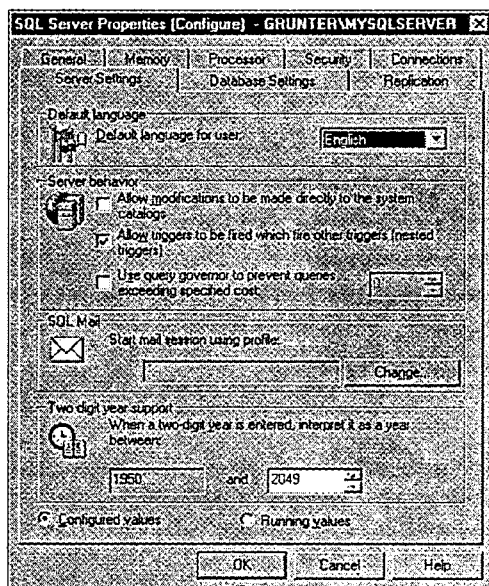 SQL Server Properties (Configure) - GRUNTER\MYSQLSERVER
General Memory Processor Security Connections
Server Settings Database Settings Replication
Default language
Default language for user: English
Server behavior
Allow modifications to be made directly to the system
catalogs
Allow triggers to be fired which fire other triggers (nested
triggers)
Use query governor to prevent queries
exceeding specified cost: 0
SQL Mail
Start mail session using profile:
Change...
Two digit year support
When a two-digit year is entered, interpret it as a year
between:
1950 and 2049
Configured values Running values
OK Cancel Help